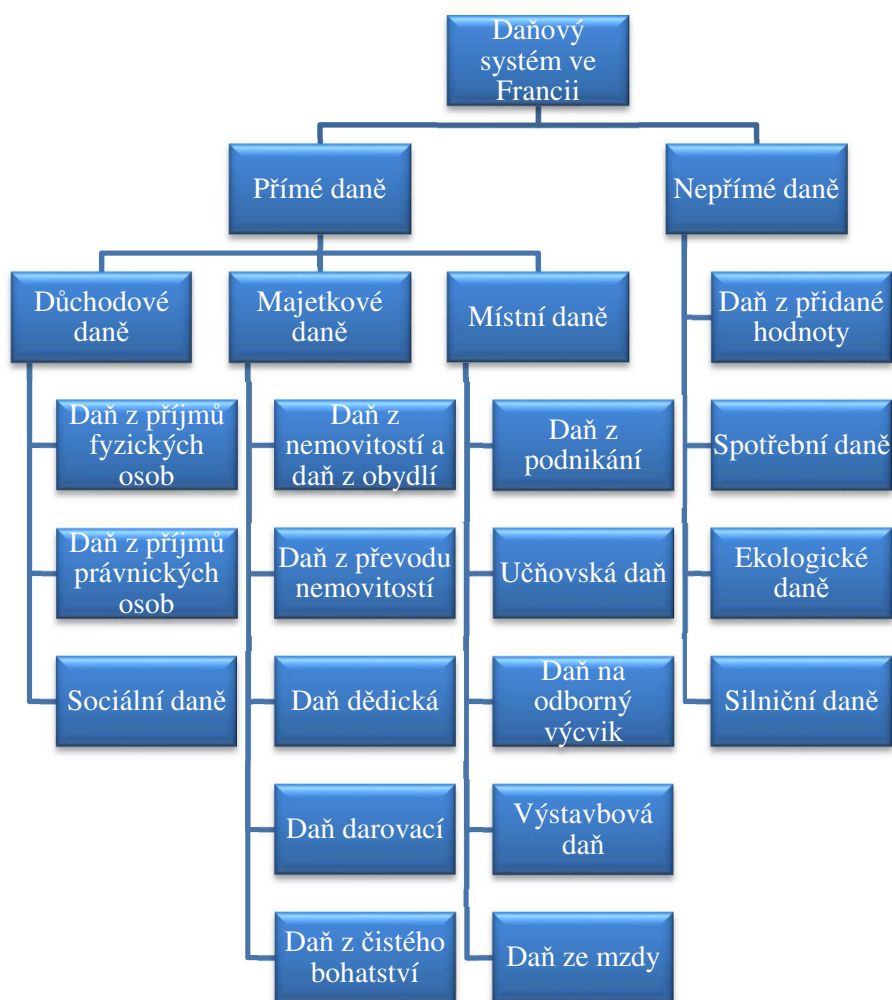 Daňový
systém ve
Francii
Přímé daně
Nepřímé daně
Důchodové
daně
Majetkové
daně
Místní daně
Daň z přidané
hodnoty
Daň z příjmů
fyzických
osob
Daň z
nemovitostí a
daň z obydlí
Daň z
podnikání
Spotřební daně
Daň z příjmů
právnických
osob
Daň z převodu
nemovitostí
Učňovská daň
Ekologické
daně
Sociální daně
Daň dědická
Daň na
odborný
výcvik
Silniční daně
Daň darovací
Výstavbová
daň
Daň z čistého
bohatství
Daň ze mzdy